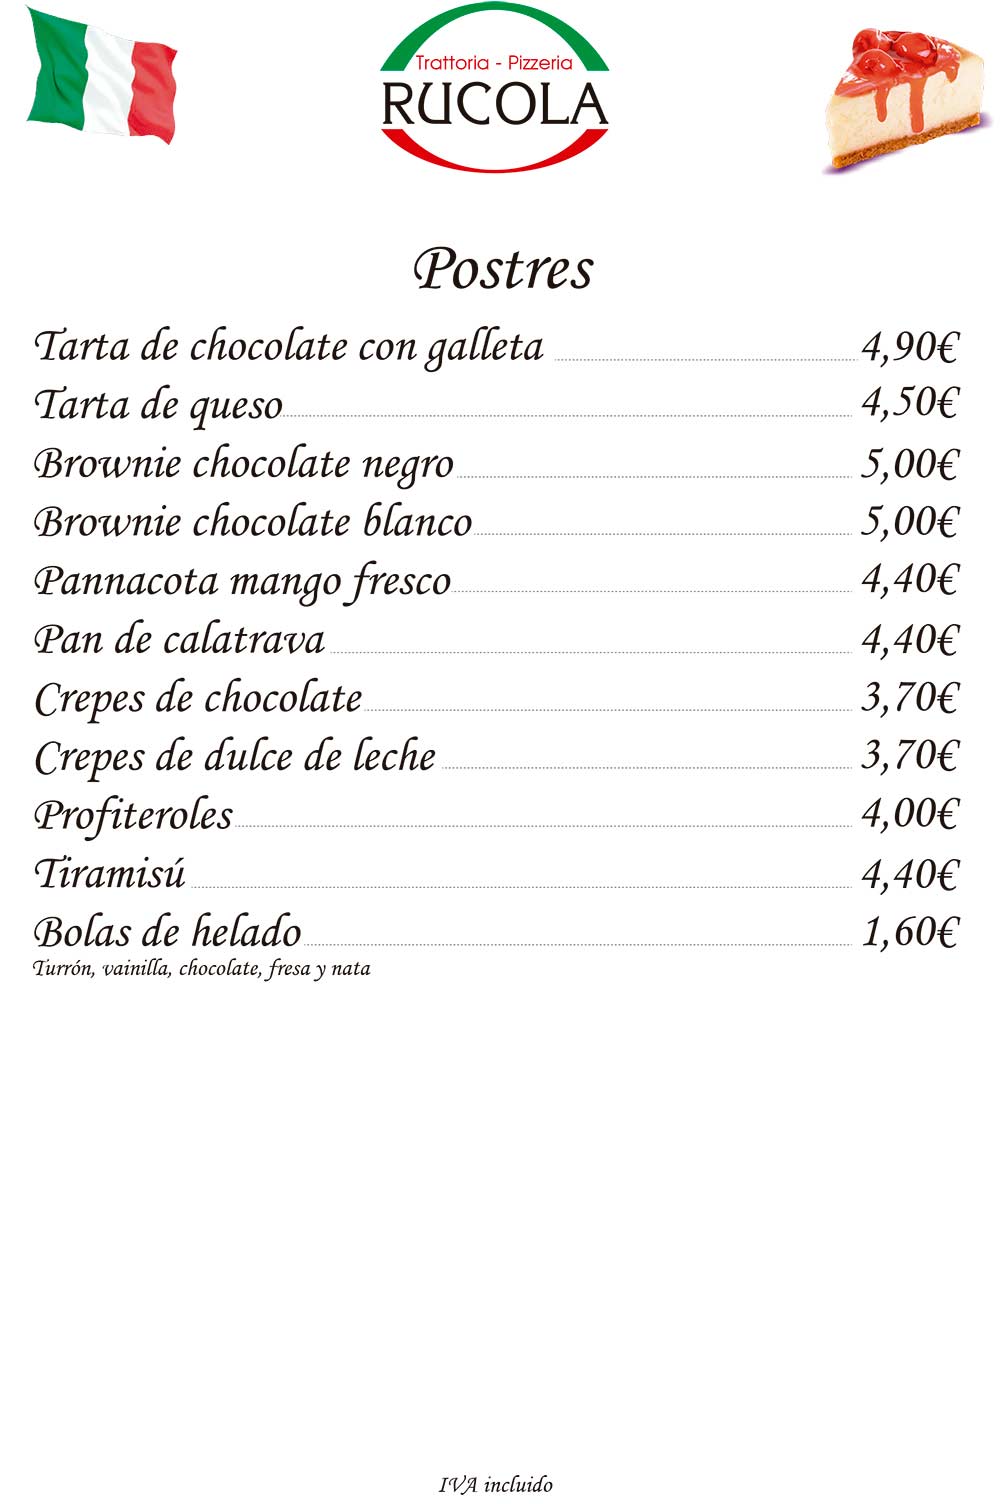 Trattoria - Pizzeria
RUCOLA
Postres
Tarta de chocolate con galleta 4,90€
Tarta de queso 4,50€
Brownie chocolate negro 5,00€
Brownie chocolate blanco 5,00€
Pannacota mango fresco 4,40€
Pan de calatrava 4,40€
Crepes de chocolate 3,70€
Crepes de dulce de leche 3,70€
Profiteroles 4,00€
Tiramisú 4,40€
Bolas de helado 1,60€
Turrón, vainilla, chocolate, fresa y nata
IVA incluido